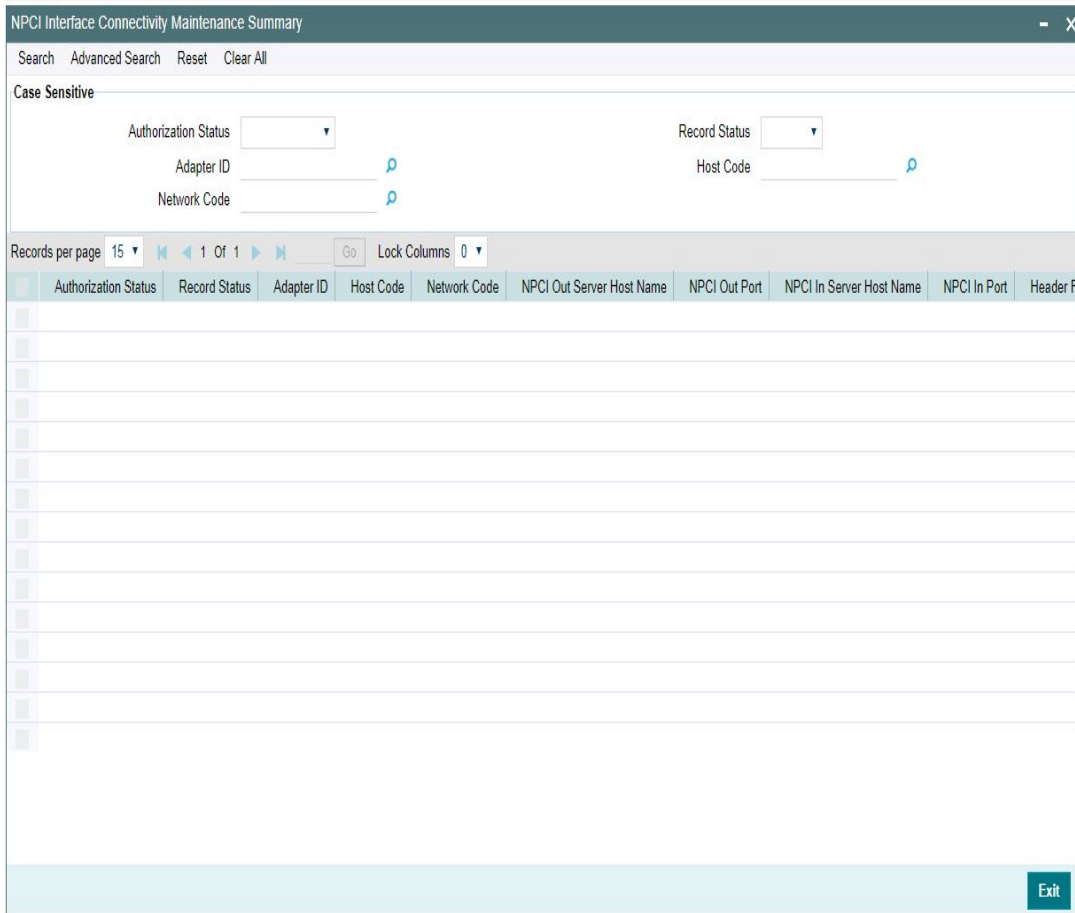 NPCI Interface Connectivity Maintenance Summary - X
Search Advanced Search Reset Clear All
Case Sensitive
Authorization Status Record Status
Adapter ID Host Code
Network Code
Records per page 15 1 Of 1 Go Lock Columns 0
Authorization Status Record Status Adapter ID Host Code Network Code NPCI Out Server Host Name NPCI Out Port NPCI In Server Host Name NPCI In Port Header
Exit